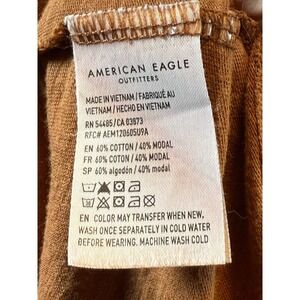 AMERICAN EAGLE
OUTFITTERS
MADE IN VIETNAM / FABRIQUÉ AU
VIETNAM / HECHO EN VIETNAM
RN 54485/CA 03873
RFC# AEM120605U9A
EN 60% COTTON / 40% MODAL
FR 60% COTON / 40% MODAL
SP 60% algodón / 40% modal
EN COLOR MAY TRANSFER WHEN NEW.
WASH ONCE SEPARATELY IN COLD WATER
BEFORE WEARING. MACHINE WASH COLD